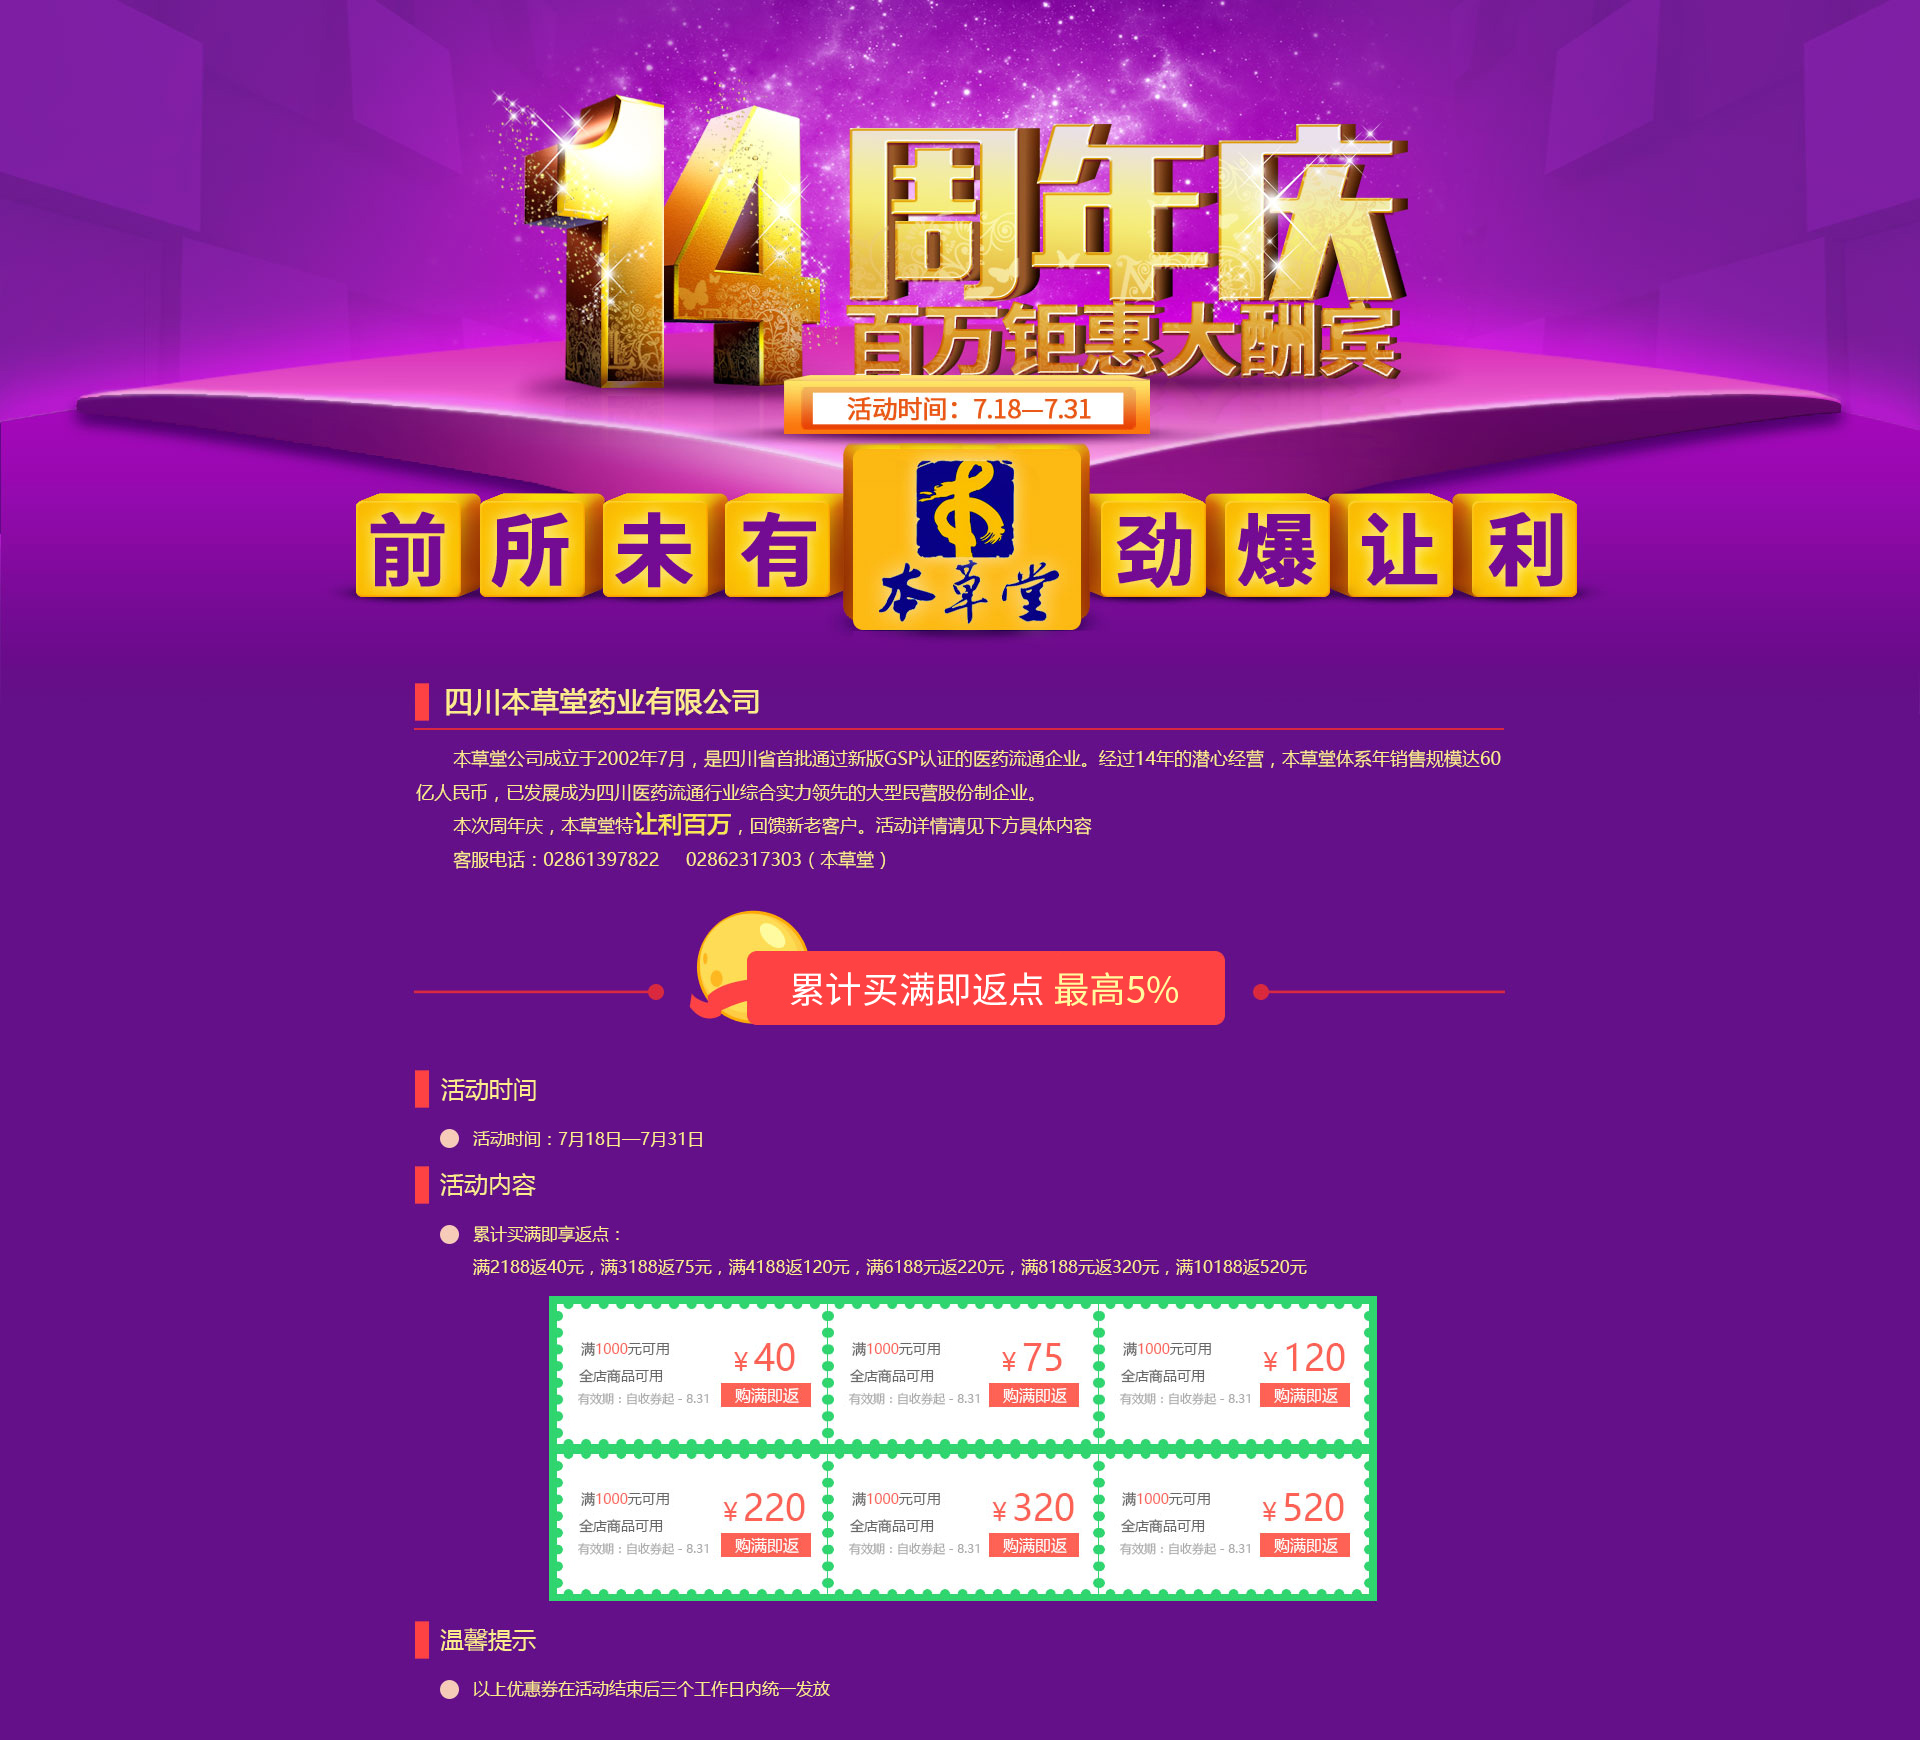 14周年庆
百万钜惠大酬宾
活动时间：7.18—7.31
本
前所未有 本草堂 劲爆让利
四川本草堂药业有限公司
本草堂公司成立于2002年7月，是四川省首批通过新版GSP认证的医药流通企业。经过14年的潜心经营，本草堂体系年销售规模达60
亿人民币，已发展成为四川医药流通行业综合实力领先的大型民营股份制企业。
本次周年庆，本草堂特让利百万，回馈新老客户。活动详情请见下方具体内容
客服电话：02861397822 02862317303（本草堂）
累计买满即返点 最高5%
活动时间
活动时间：7月18日—7月31日
活动内容
累计买满即享返点：
满2188返40元，满3188返75元，满4188返120元，满6188元返220元，满8188元返320元，满10188返520元
满1000元可用
全店商品可用
有效期：自收券起 - 8.31
¥ 40
购满即返
满1000元可用
全店商品可用
有效期：自收券起 - 8.31
¥ 75
购满即返
满1000元可用
全店商品可用
有效期：自收券起 - 8.31
¥ 120
购满即返
满1000元可用
全店商品可用
有效期：自收券起 - 8.31
¥ 220
购满即返
满1000元可用
全店商品可用
有效期：自收券起 - 8.31
¥ 320
购满即返
满1000元可用
全店商品可用
有效期：自收券起 - 8.31
¥ 520
购满即返
温馨提示
以上优惠券在活动结束后三个工作日内统一发放